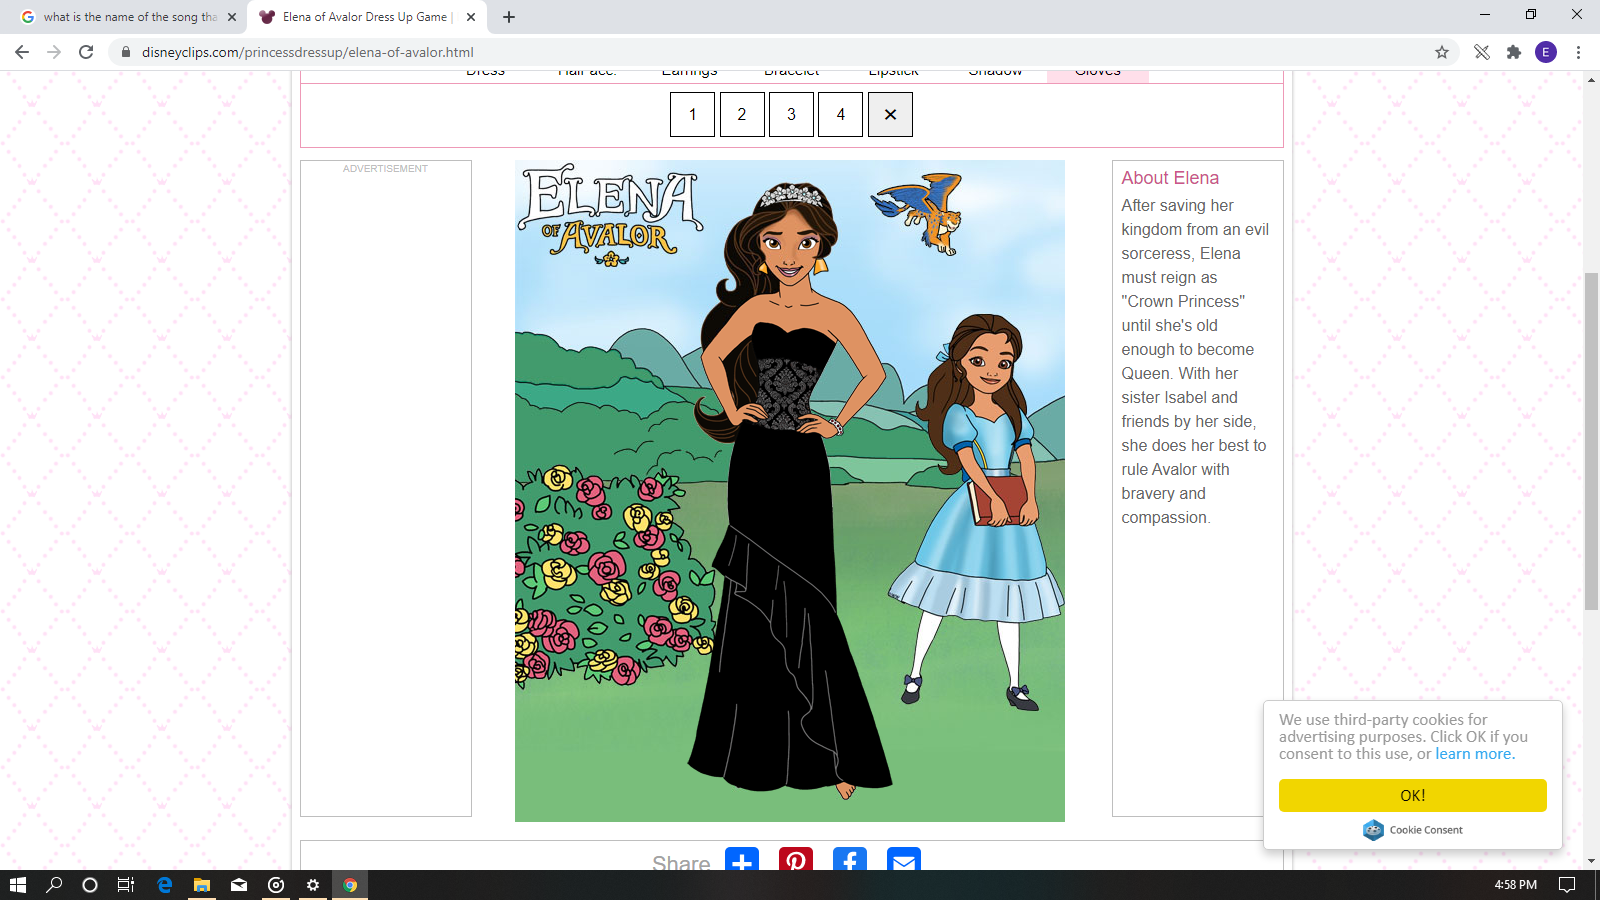 what is the name of the song tha
Elena of Avalor Dress Up Game |
disneyclips.com/princessdressup/elena-of-avalor.html
E
Dress Hair acc. Earrings Bracelet Lipstick Shadow Gloves
1 2 3 4 ✕
ADVERTISEMENT
ELENA
OF AVALOR
About Elena
After saving her
kingdom from an evil
sorceress, Elena
must reign as
"Crown Princess"
until she's old
enough to become
Queen. With her
sister Isabel and
friends by her side,
she does her best to
rule Avalor with
bravery and
compassion.
We use third-party cookies for
advertising purposes. Click OK if you
consent to this use, or learn more.
OK!
Cookie Consent
Share
4:58 PM